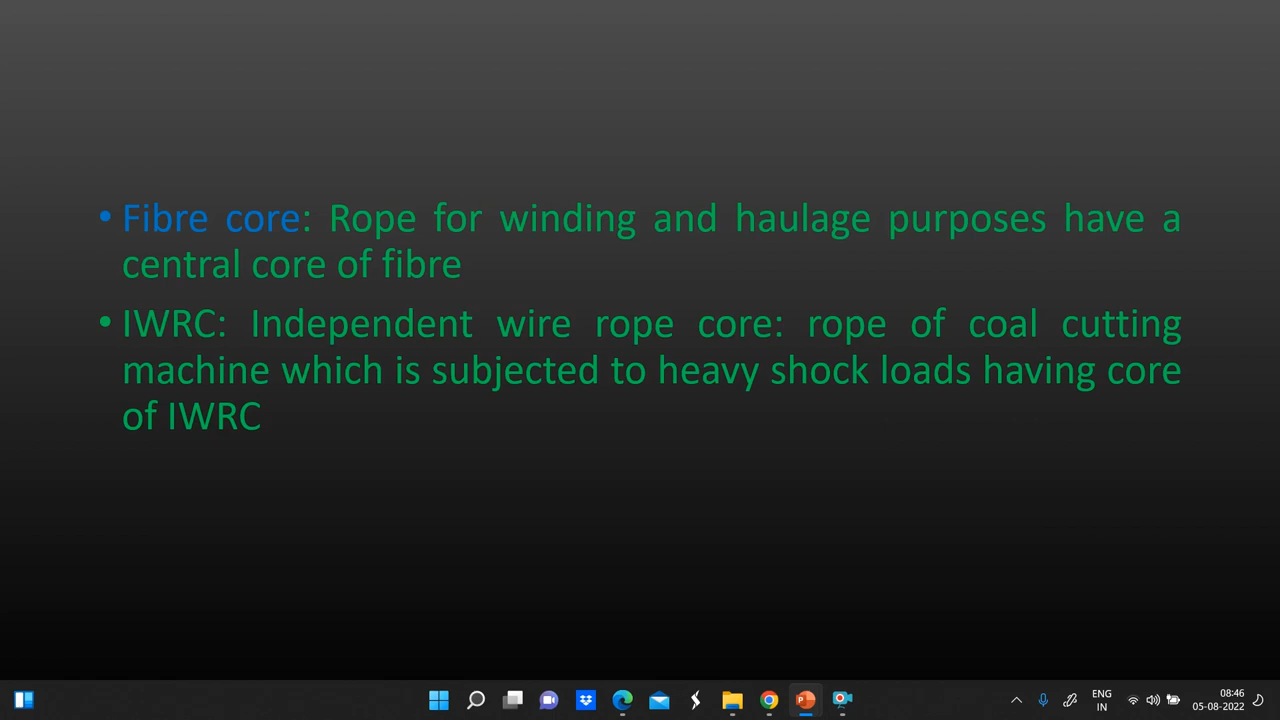 • Fibre core: Rope for winding and haulage purposes have a
central core of fibre
• IWRC: Independent wire rope core: rope of coal cutting
machine which is subjected to heavy shock loads having core
of IWRC
ENG
IN
08:46
05-08-2022